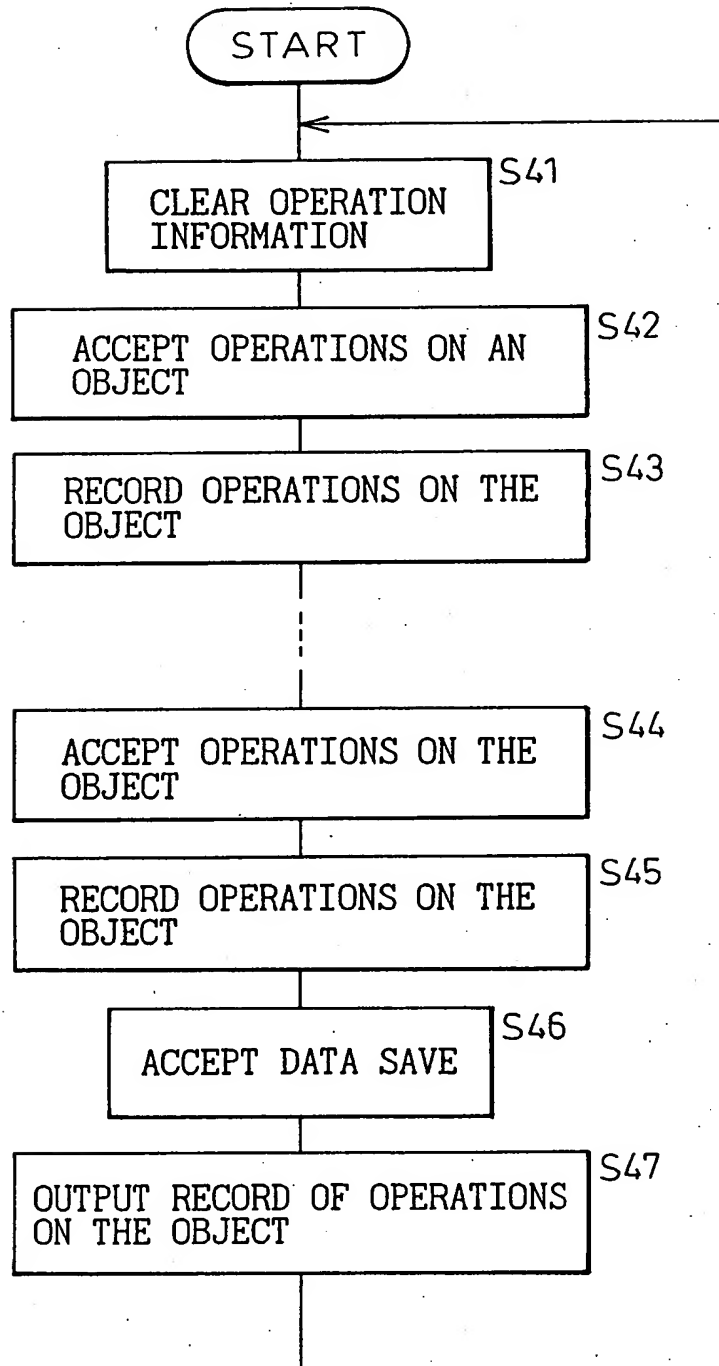 START
S41
CLEAR OPERATION
INFORMATION
S42
ACCEPT OPERATIONS ON AN
OBJECT
S43
RECORD OPERATIONS ON THE
OBJECT
S44
ACCEPT OPERATIONS ON THE
OBJECT
S45
RECORD OPERATIONS ON THE
OBJECT
S46
ACCEPT DATA SAVE
S47
OUTPUT RECORD OF OPERATIONS
ON THE OBJECT